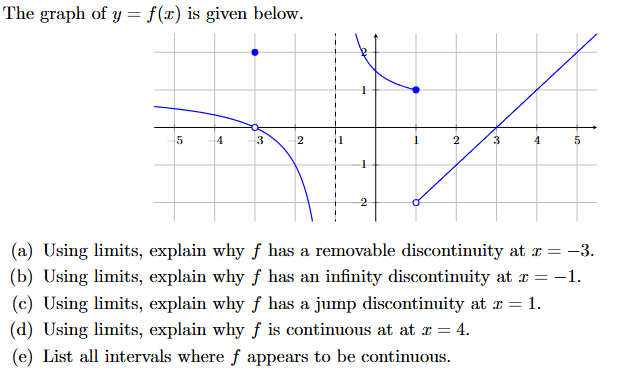 The graph of y = f(x) is given below.
2
1
-5 -4 -3 -2 -1 1 2 3 4 5
-1
-2
(a) Using limits, explain why f has a removable discontinuity at x = −3.
(b) Using limits, explain why f has an infinity discontinuity at x = −1.
(c) Using limits, explain why f has a jump discontinuity at x = 1.
(d) Using limits, explain why f is continuous at at x = 4.
(e) List all intervals where f appears to be continuous.